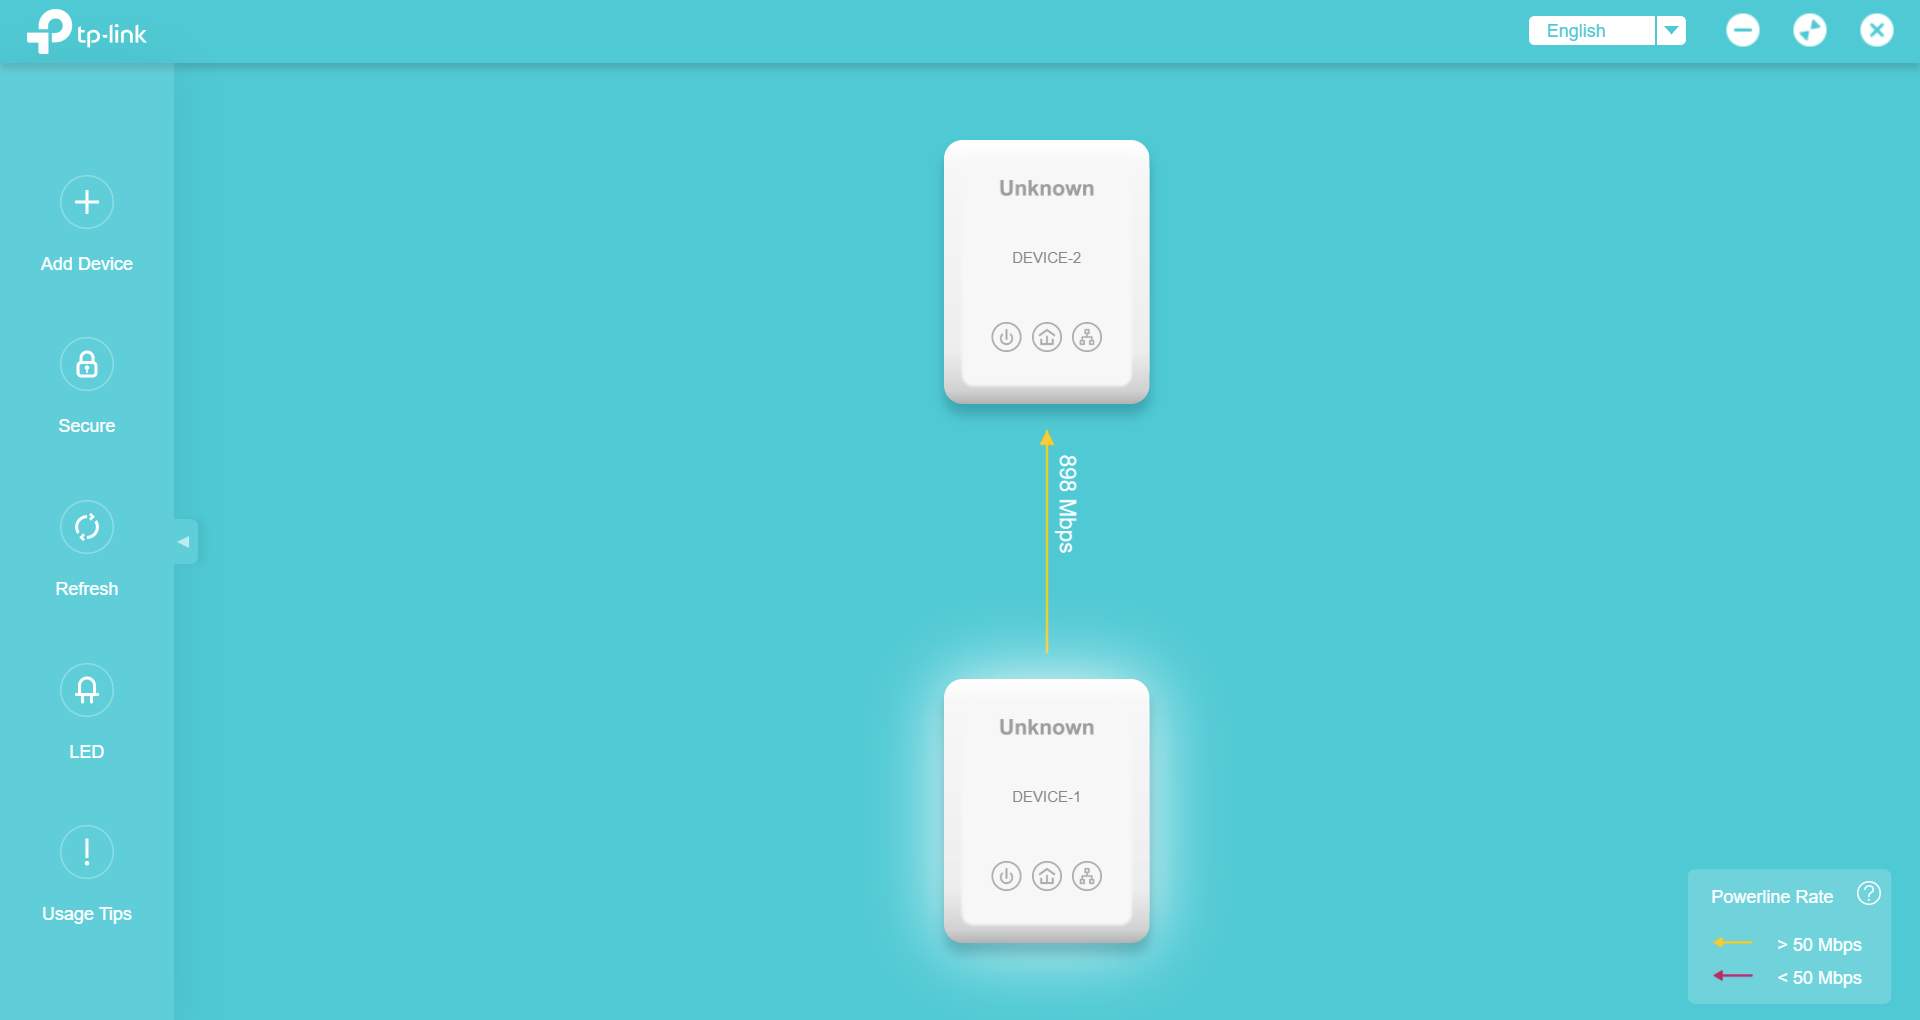 tp-link
English
Add Device
Secure
Refresh
LED
Usage Tips
Unknown
DEVICE-2
898 Mbps
Unknown
DEVICE-1
Powerline Rate ?
> 50 Mbps
< 50 Mbps